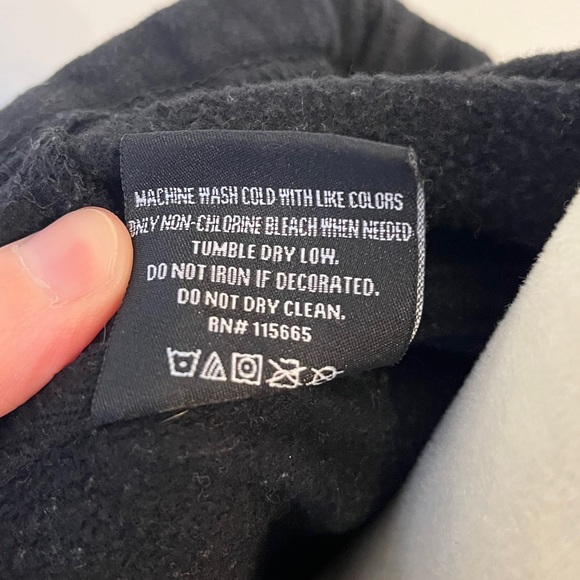 MACHINE WASH COLD WITH LIKE COLORS
ONLY NON-CHLORINE BLEACH WHEN NEEDED
TUMBLE DRY LOW.
DO NOT IRON IF DECORATED.
DO NOT DRY CLEAN.
RN# 115665